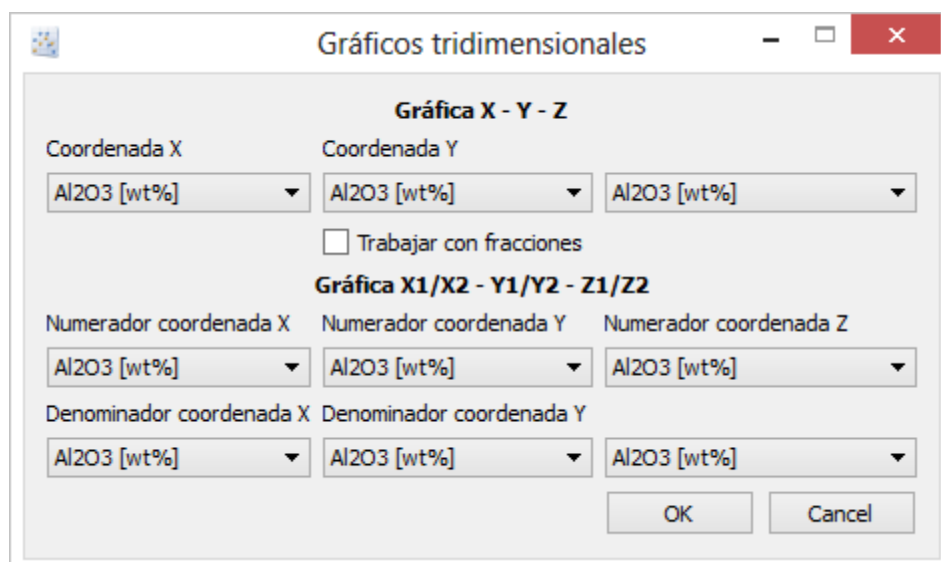 Gráficos tridimensionales
Gráfica X - Y - Z
Coordenada X Coordenada Y
Al2O3 [wt%] Al2O3 [wt%] Al2O3 [wt%]
Trabajar con fracciones
Gráfica X1/X2 - Y1/Y2 - Z1/Z2
Numerador coordenada X Numerador coordenada Y Numerador coordenada Z
Al2O3 [wt%] Al2O3 [wt%] Al2O3 [wt%]
Denominador coordenada X Denominador coordenada Y
Al2O3 [wt%] Al2O3 [wt%] Al2O3 [wt%]
OK Cancel